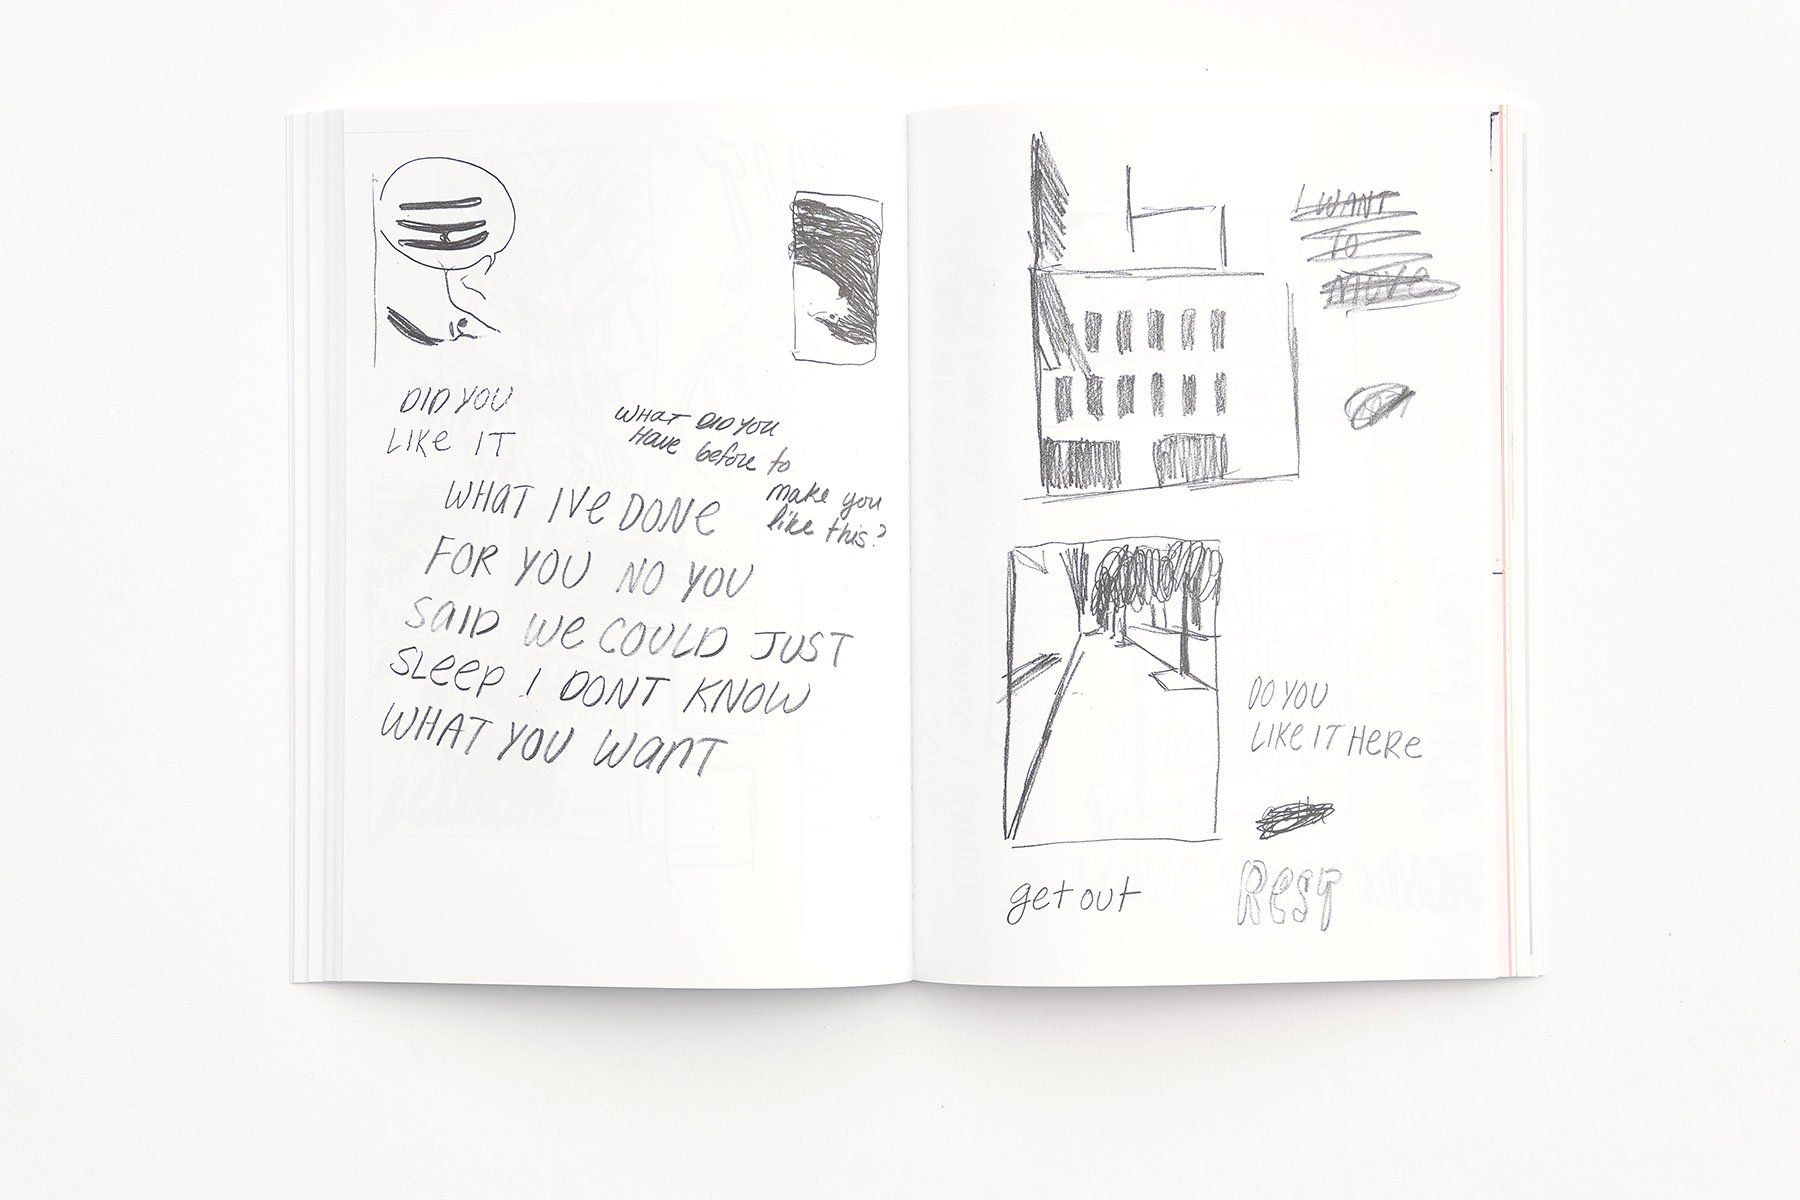 DID YOU
LIKE IT
WHAT DID YOU
HAVE before to
make you
like this?
WHAT IVE DONE
FOR YOU NO YOU
SAID WE COULD JUST
SLEEP I DONT KNOW
WHAT YOU WANT
I WANT
TO
MOVE
DO YOU
LIKE IT HERE
get out
REST